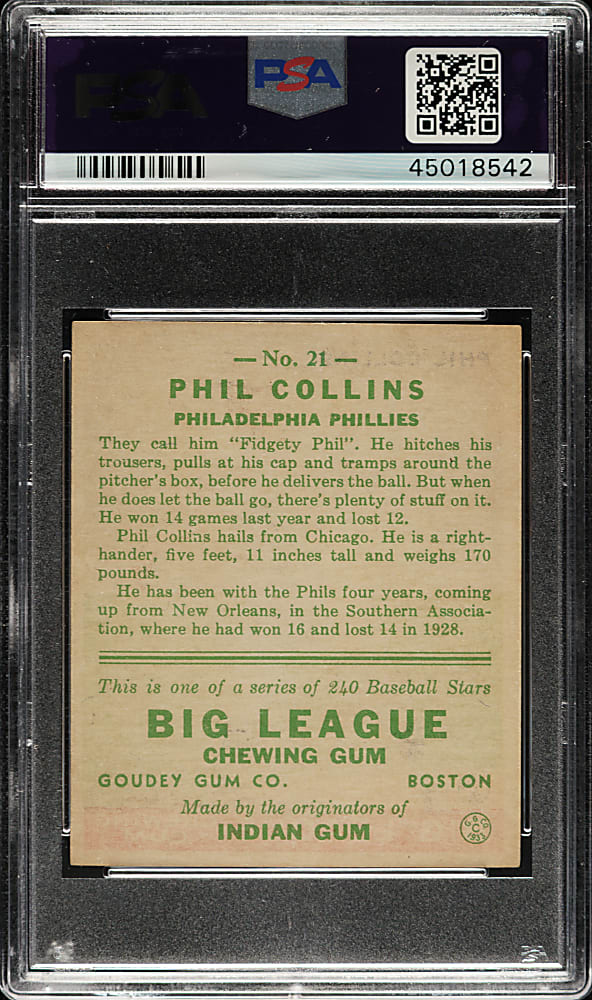 PSA
PSA
45018542
— No. 21 —
PHIL COLLINS
PHILADELPHIA PHILLIES
They call him "Fidgety Phil". He hitches his
trousers, pulls at his cap and tramps around the
pitcher's box, before he delivers the ball. But when
he does let the ball go, there's plenty of stuff on it.
He won 14 games last year and lost 12.
Phil Collins hails from Chicago. He is a right-
hander, five feet, 11 inches tall and weighs 170
pounds.
He has been with the Phils four years, coming
up from New Orleans, in the Southern Associa-
tion, where he had won 16 and lost 14 in 1928.
This is one of a series of 240 Baseball Stars
BIG LEAGUE
CHEWING GUM
GOUDEY GUM CO. BOSTON
Made by the originators of
INDIAN GUM
G. G. CO.
C
1933